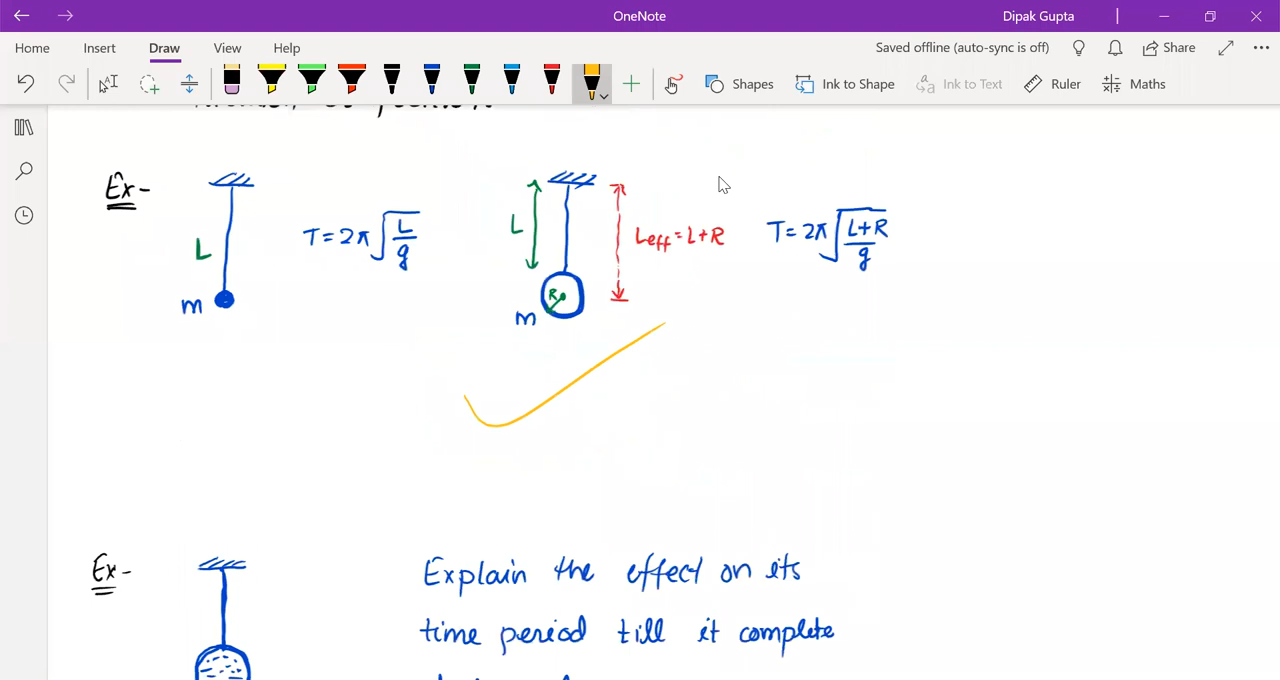 OneNote
Dipak Gupta
Home Insert Draw View Help
Saved offline (auto-sync is off)
Share
Shapes
Ink to Shape
Ink to Text
Ruler
Maths
Ex-
L
m
T=2π√(L/g)
L
R
m
Leff=L+R
T=2π√((L+R)/g)
Ex-
Explain the effect on its
time period till it complete